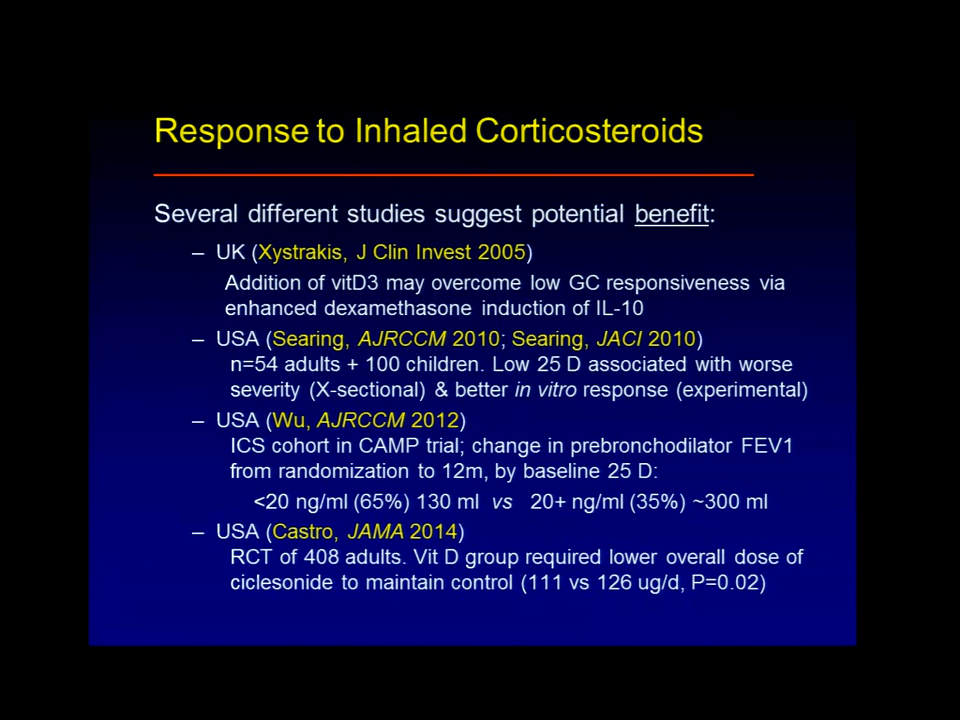 Response to Inhaled Corticosteroids
Several different studies suggest potential benefit:
– UK (Xystrakis, J Clin Invest 2005)
Addition of vitD3 may overcome low GC responsiveness via
enhanced dexamethasone induction of IL-10
– USA (Searing, AJRCCM 2010; Searing, JACI 2010)
n=54 adults + 100 children. Low 25 D associated with worse
severity (X-sectional) & better in vitro response (experimental)
– USA (Wu, AJRCCM 2012)
ICS cohort in CAMP trial; change in prebronchodilator FEV1
from randomization to 12m, by baseline 25 D:
<20 ng/ml (65%) 130 ml vs 20+ ng/ml (35%) ~300 ml
– USA (Castro, JAMA 2014)
RCT of 408 adults. Vit D group required lower overall dose of
ciclesonide to maintain control (111 vs 126 ug/d, P=0.02)